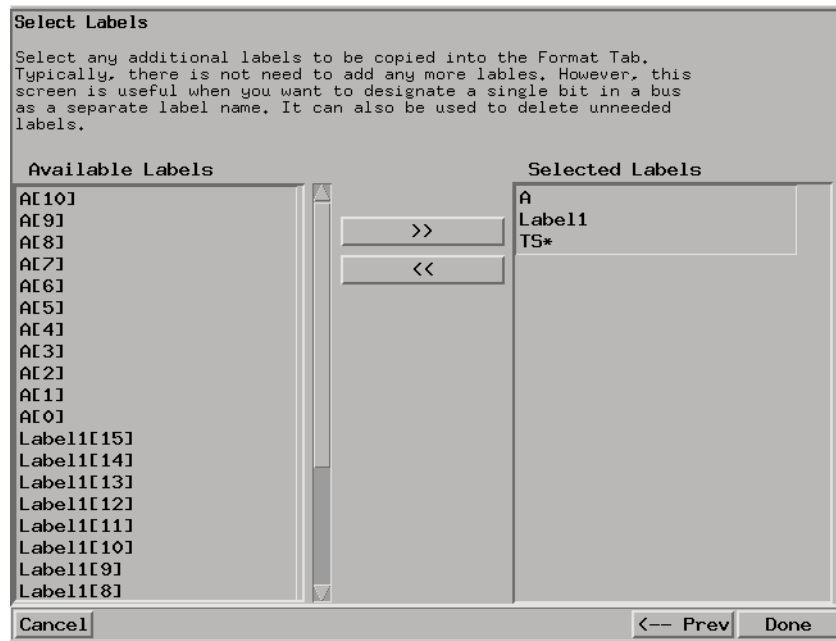 Select Labels
Select any additional labels to be copied into the Format Tab.
Typically, there is not need to add any more lables. However, this
screen is useful when you want to designate a single bit in a bus
as a separate label name. It can also be used to delete unneeded
labels.
Available Labels
A[10]
A[9]
A[8]
A[7]
A[6]
A[5]
A[4]
A[3]
A[2]
A[1]
A[0]
Label1[15]
Label1[14]
Label1[13]
Label1[12]
Label1[11]
Label1[10]
Label1[9]
Label1[8]
>>
<<
Selected Labels
A
Label1
TS*
Cancel
<-- Prev
Done